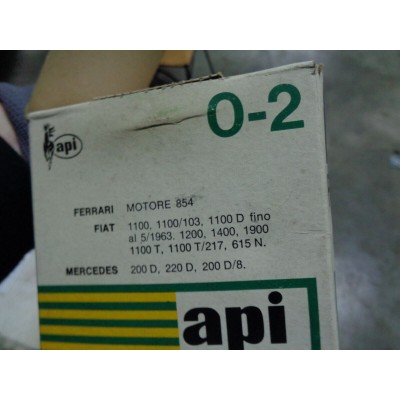 O-2
api
FERRARI MOTORE 854
FIAT 1100, 1100/103, 1100 D fino
al 5/1963. 1200, 1400, 1900
1100 T, 1100 T/217, 615 N.
MERCEDES 200 D, 220 D, 200 D/8.
api